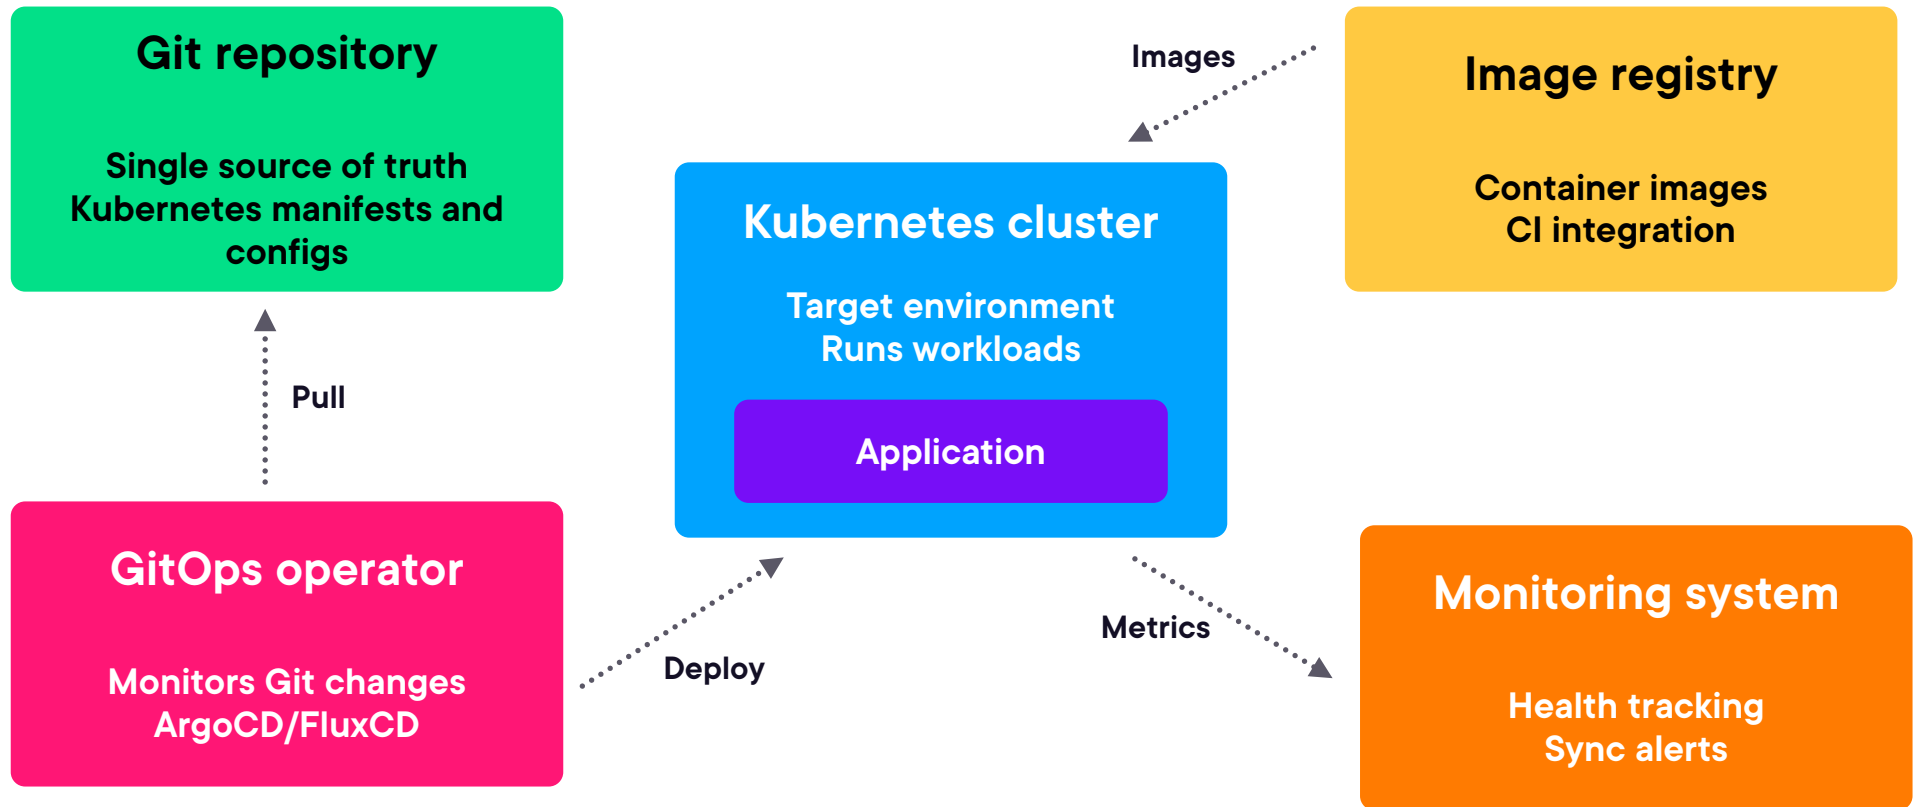 Git repository
Single source of truth
Kubernetes manifests and
configs
Images
Image registry
Container images
CI integration
Kubernetes cluster
Target environment
Runs workloads
Application
Pull
GitOps operator
Monitors Git changes
ArgoCD/FluxCD
Deploy
Metrics
Monitoring system
Health tracking
Sync alerts